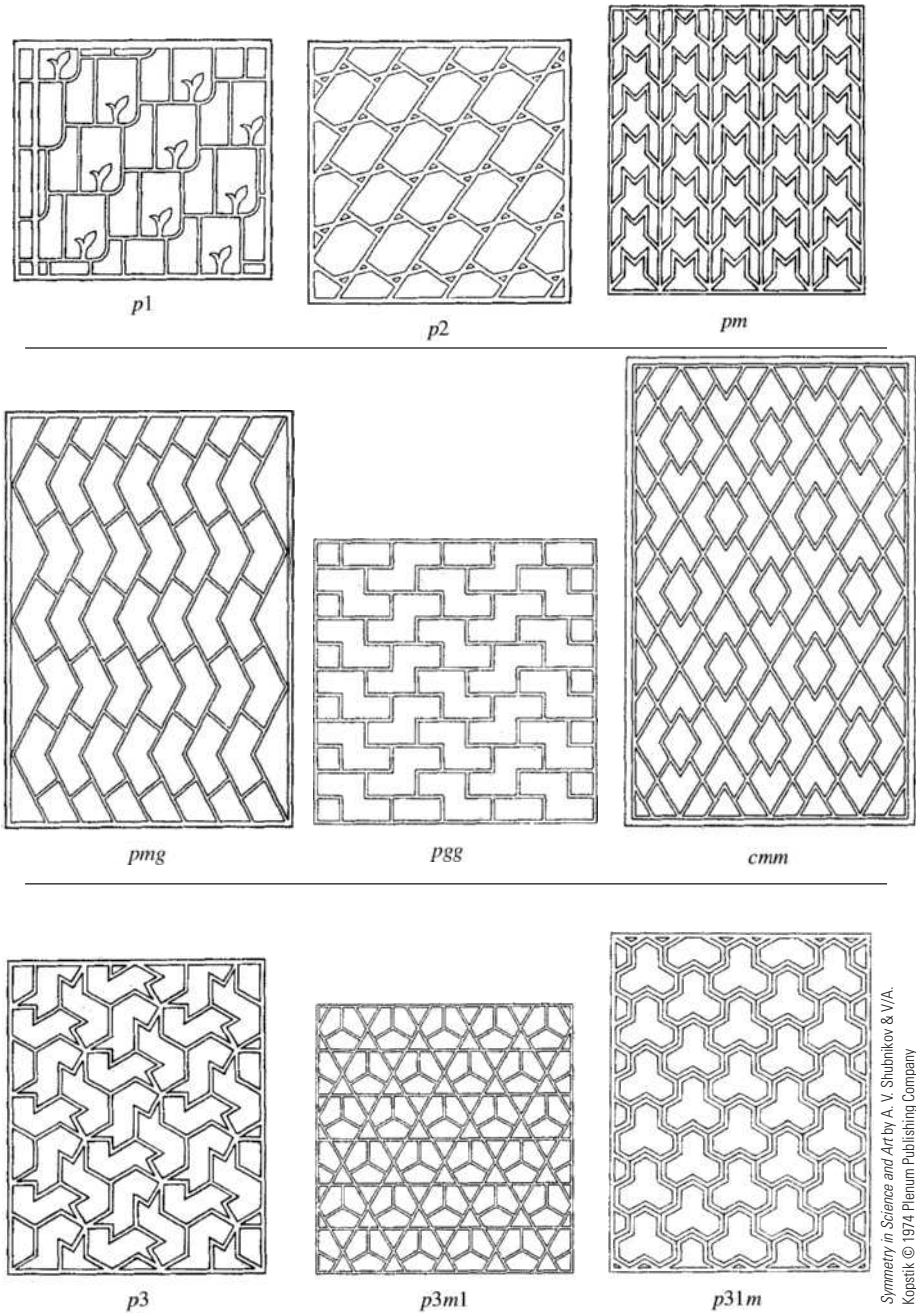 p1
p2
pm
pmg
pgg
cmm
p3
p3m1
p31m
Symmetry in Science and Art by A. V. Shubnikov & V/A.
Kopstik © 1974 Plenum Publishing Company